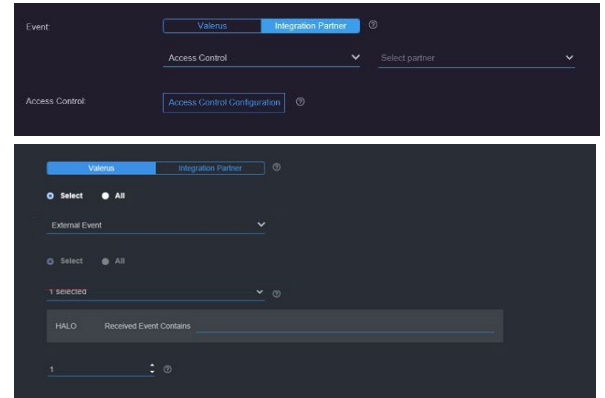 Event: Valerus Integration Partner
Access Control Select partner
Access Control: Access Control Configuration
Valerus Integration Partner
Select All
External Event
Select All
1 selected
HALO Received Event Contains
1